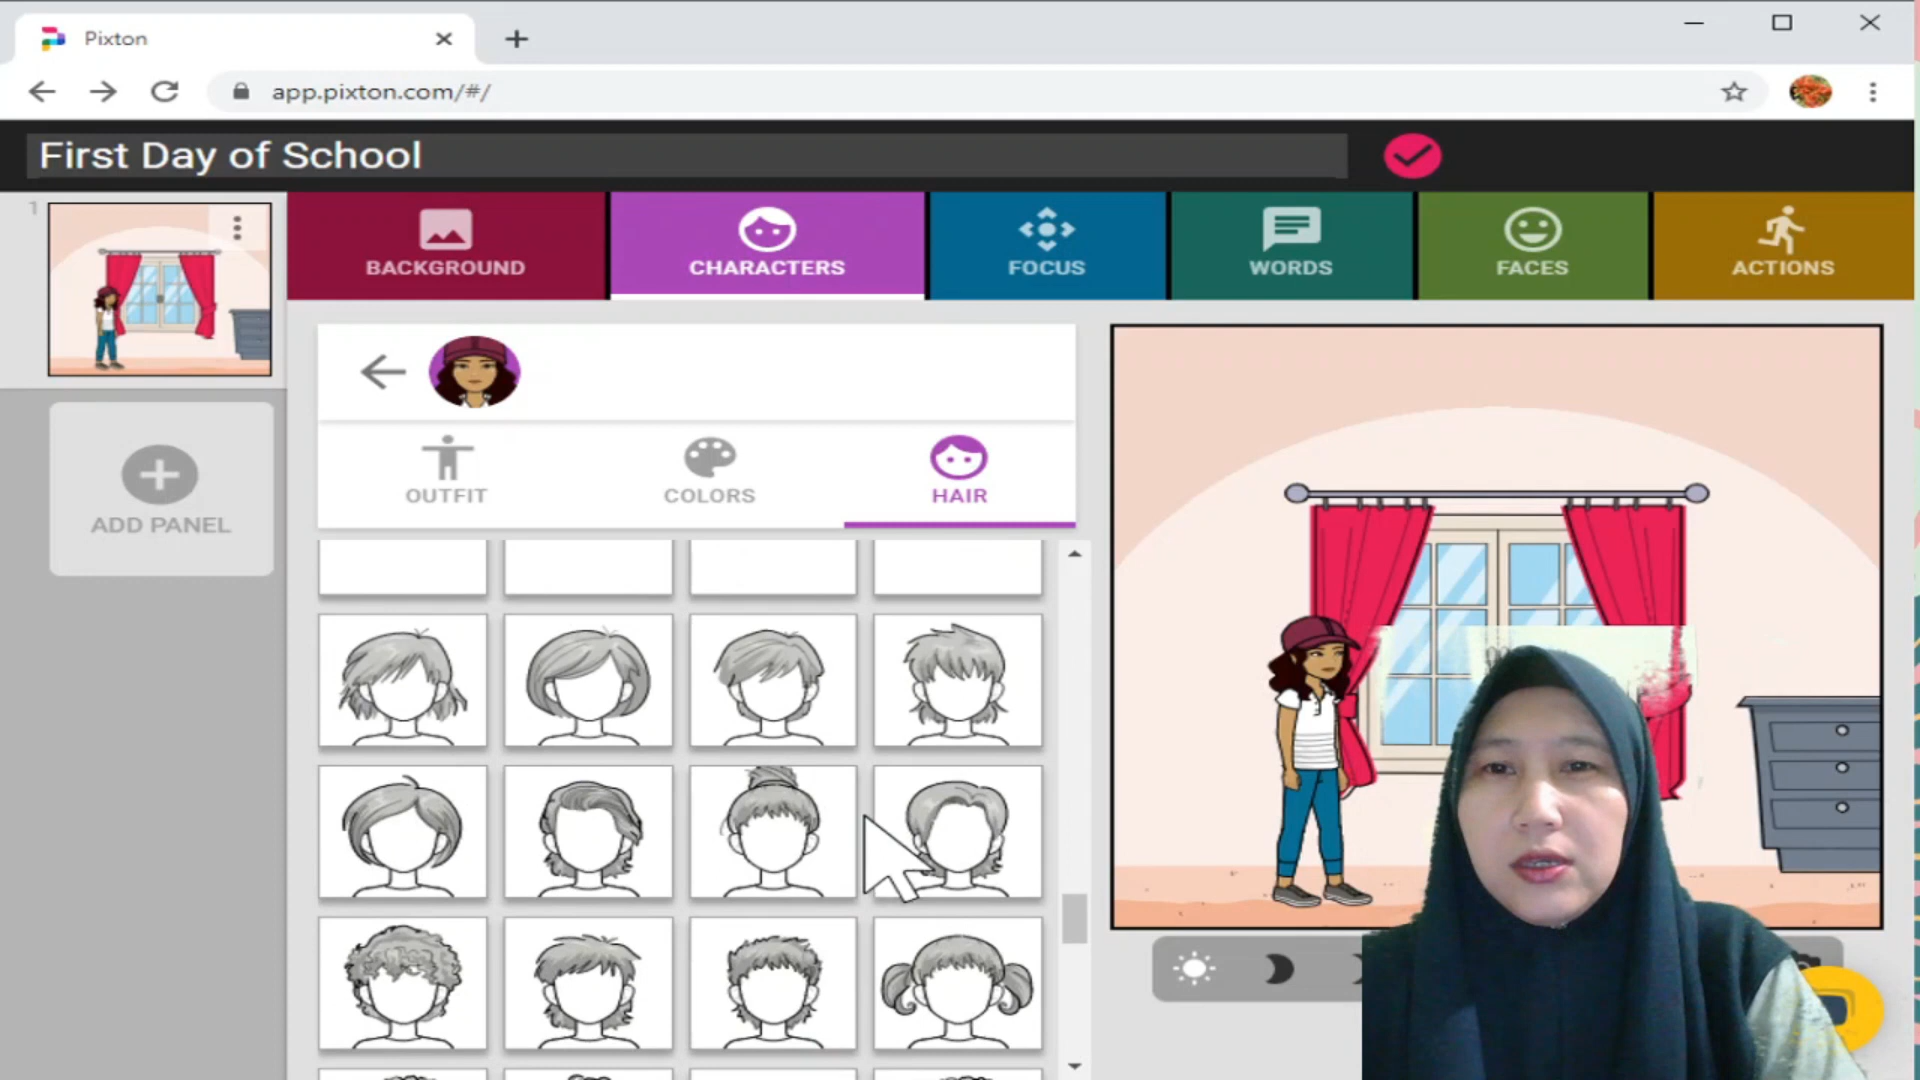 Pixton
app.pixton.com/#/
First Day of School
1
BACKGROUND
CHARACTERS
FOCUS
WORDS
FACES
ACTIONS
ADD PANEL
OUTFIT
COLORS
HAIR